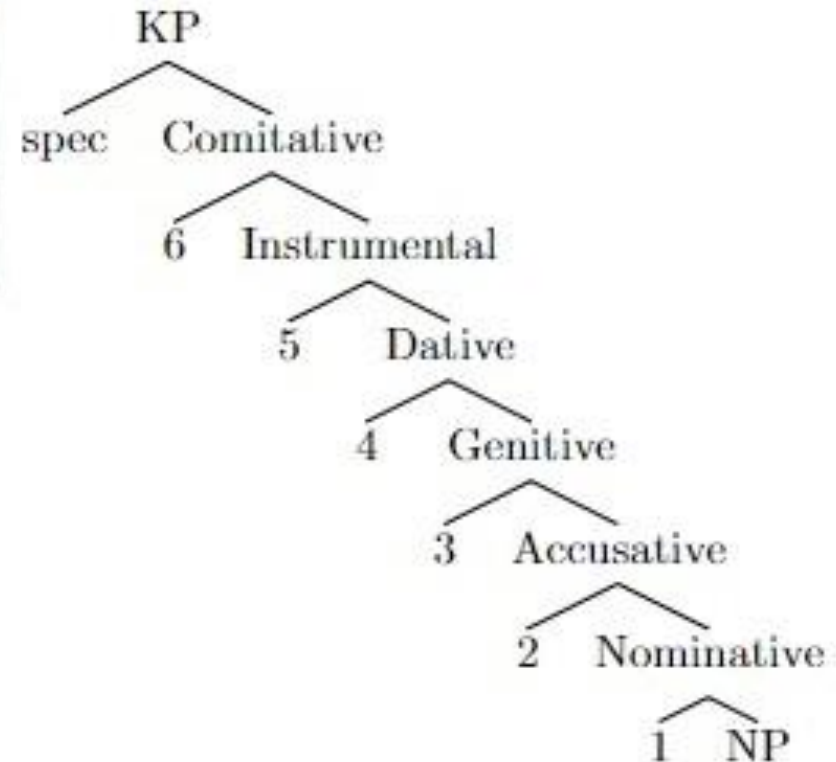 KP
spec Comitative
6 Instrumental
5 Dative
4 Genitive
3 Accusative
2 Nominative
1 NP